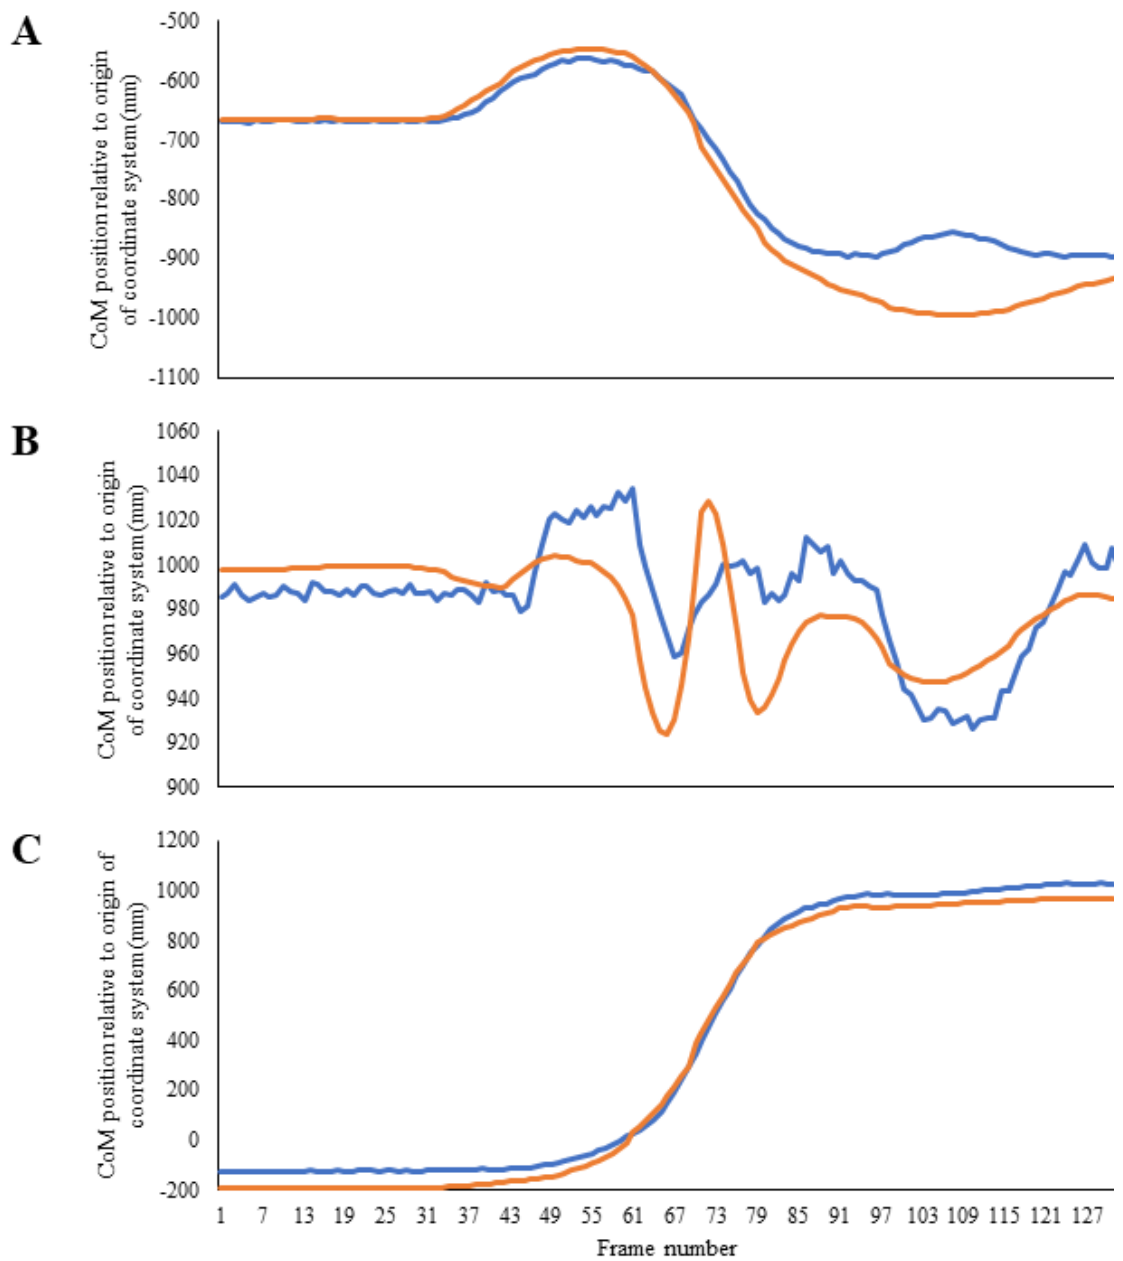 A
CoM position relative to origin
of coordinate system (mm)
-500
-600
-700
-800
-900
-1000
-1100
B
CoM position relative to origin
of coordinate system (mm)
1060
1040
1020
1000
980
960
940
920
900
C
CoM position relative to origin of
coordinate system (mm)
1200
1000
800
600
400
200
0
-200
1 7 13 19 25 31 37 43 49 55 61 67 73 79 85 91 97 103 109 115 121 127
Frame number